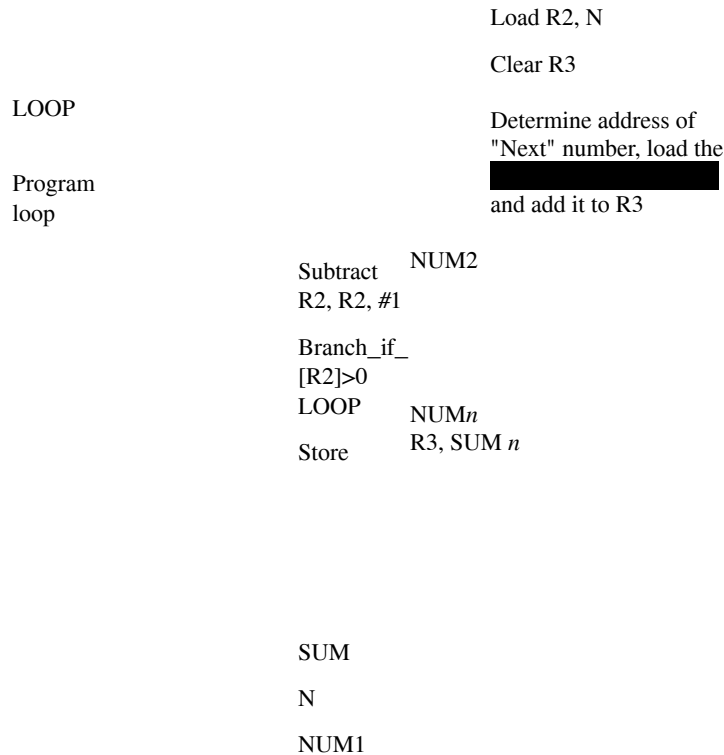 Load R2, N
Clear R3
LOOP
Determine address of
"Next" number, load the
and add it to R3
Program
loop
Subtract
R2, R2, #1
NUM2
Branch_if_
[R2]>0
LOOP
NUMn
R3, SUM n
Store
SUM
N
NUM1